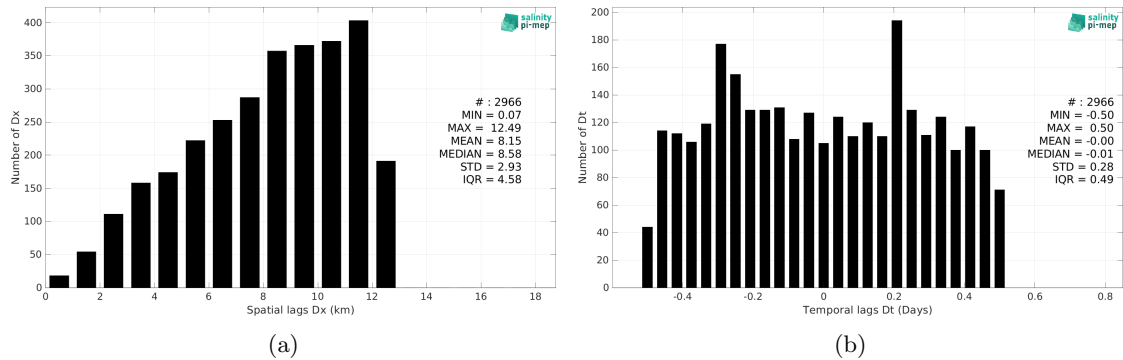 400
350
300
250
200
150
100
50
0
Number of Dx
0 2 4 6 8 10 12 14 16 18
Spatial lags Dx (km)
salinity
pi-mep
# : 2966
MIN = 0.07
MAX = 12.49
MEAN = 8.15
MEDIAN = 8.58
STD = 2.93
IQR = 4.58
(a)
200
180
160
140
120
100
80
60
40
20
0
Number of Dt
-0.4 -0.2 0 0.2 0.4 0.6 0.8
Temporal lags Dt (Days)
salinity
pi-mep
# : 2966
MIN = -0.50
MAX = 0.50
MEAN = -0.00
MEDIAN = -0.01
STD = 0.28
IQR = 0.49
(b)